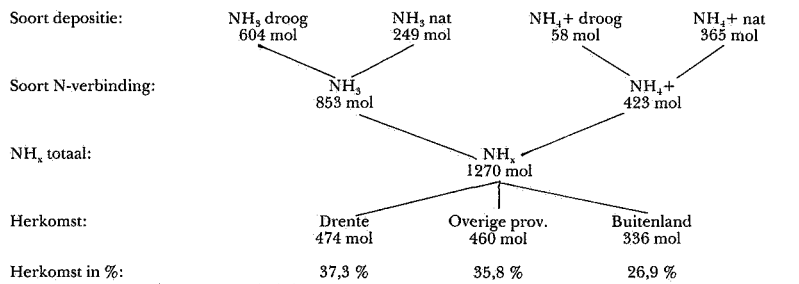 Soort depositie: NH₃ droog NH₃ nat NH₄+ droog NH₄+ nat
604 mol 249 mol 58 mol 365 mol
Soort N-verbinding: NH₃ NH₄+
853 mol 423 mol
NHₓ totaal: NHₓ
1270 mol
Herkomst: Drente Overige prov. Buitenland
474 mol 460 mol 336 mol
Herkomst in %: 37,3 % 35,8 % 26,9 %